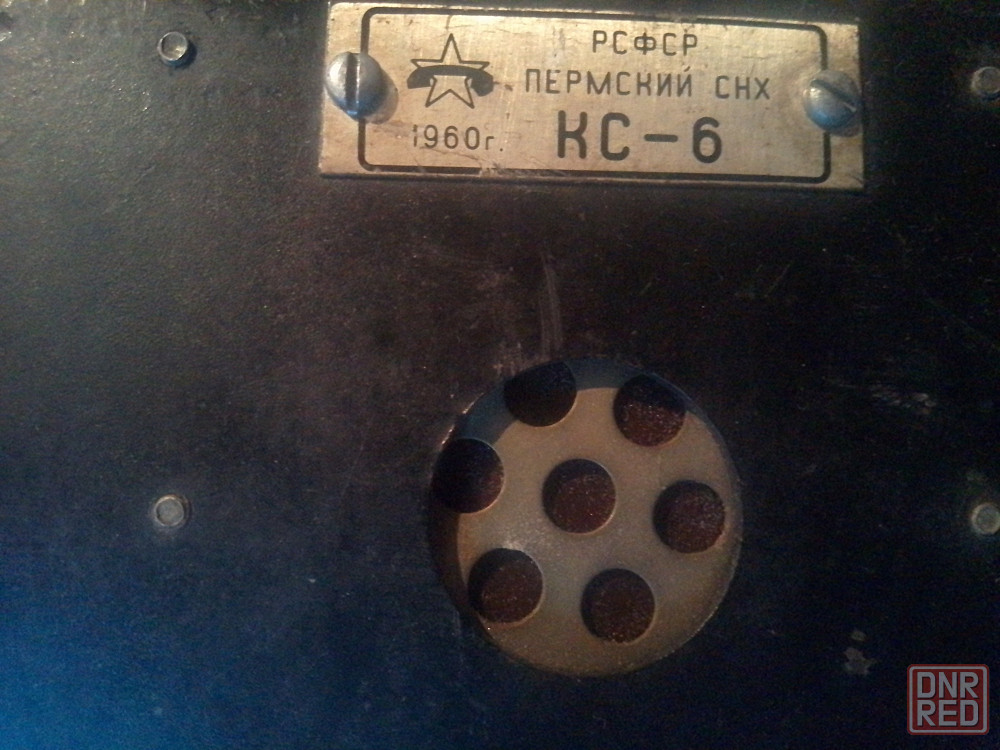 РСФСР
ПЕРМСКИЙ СНХ
1960г. КС-6
DNR
RED